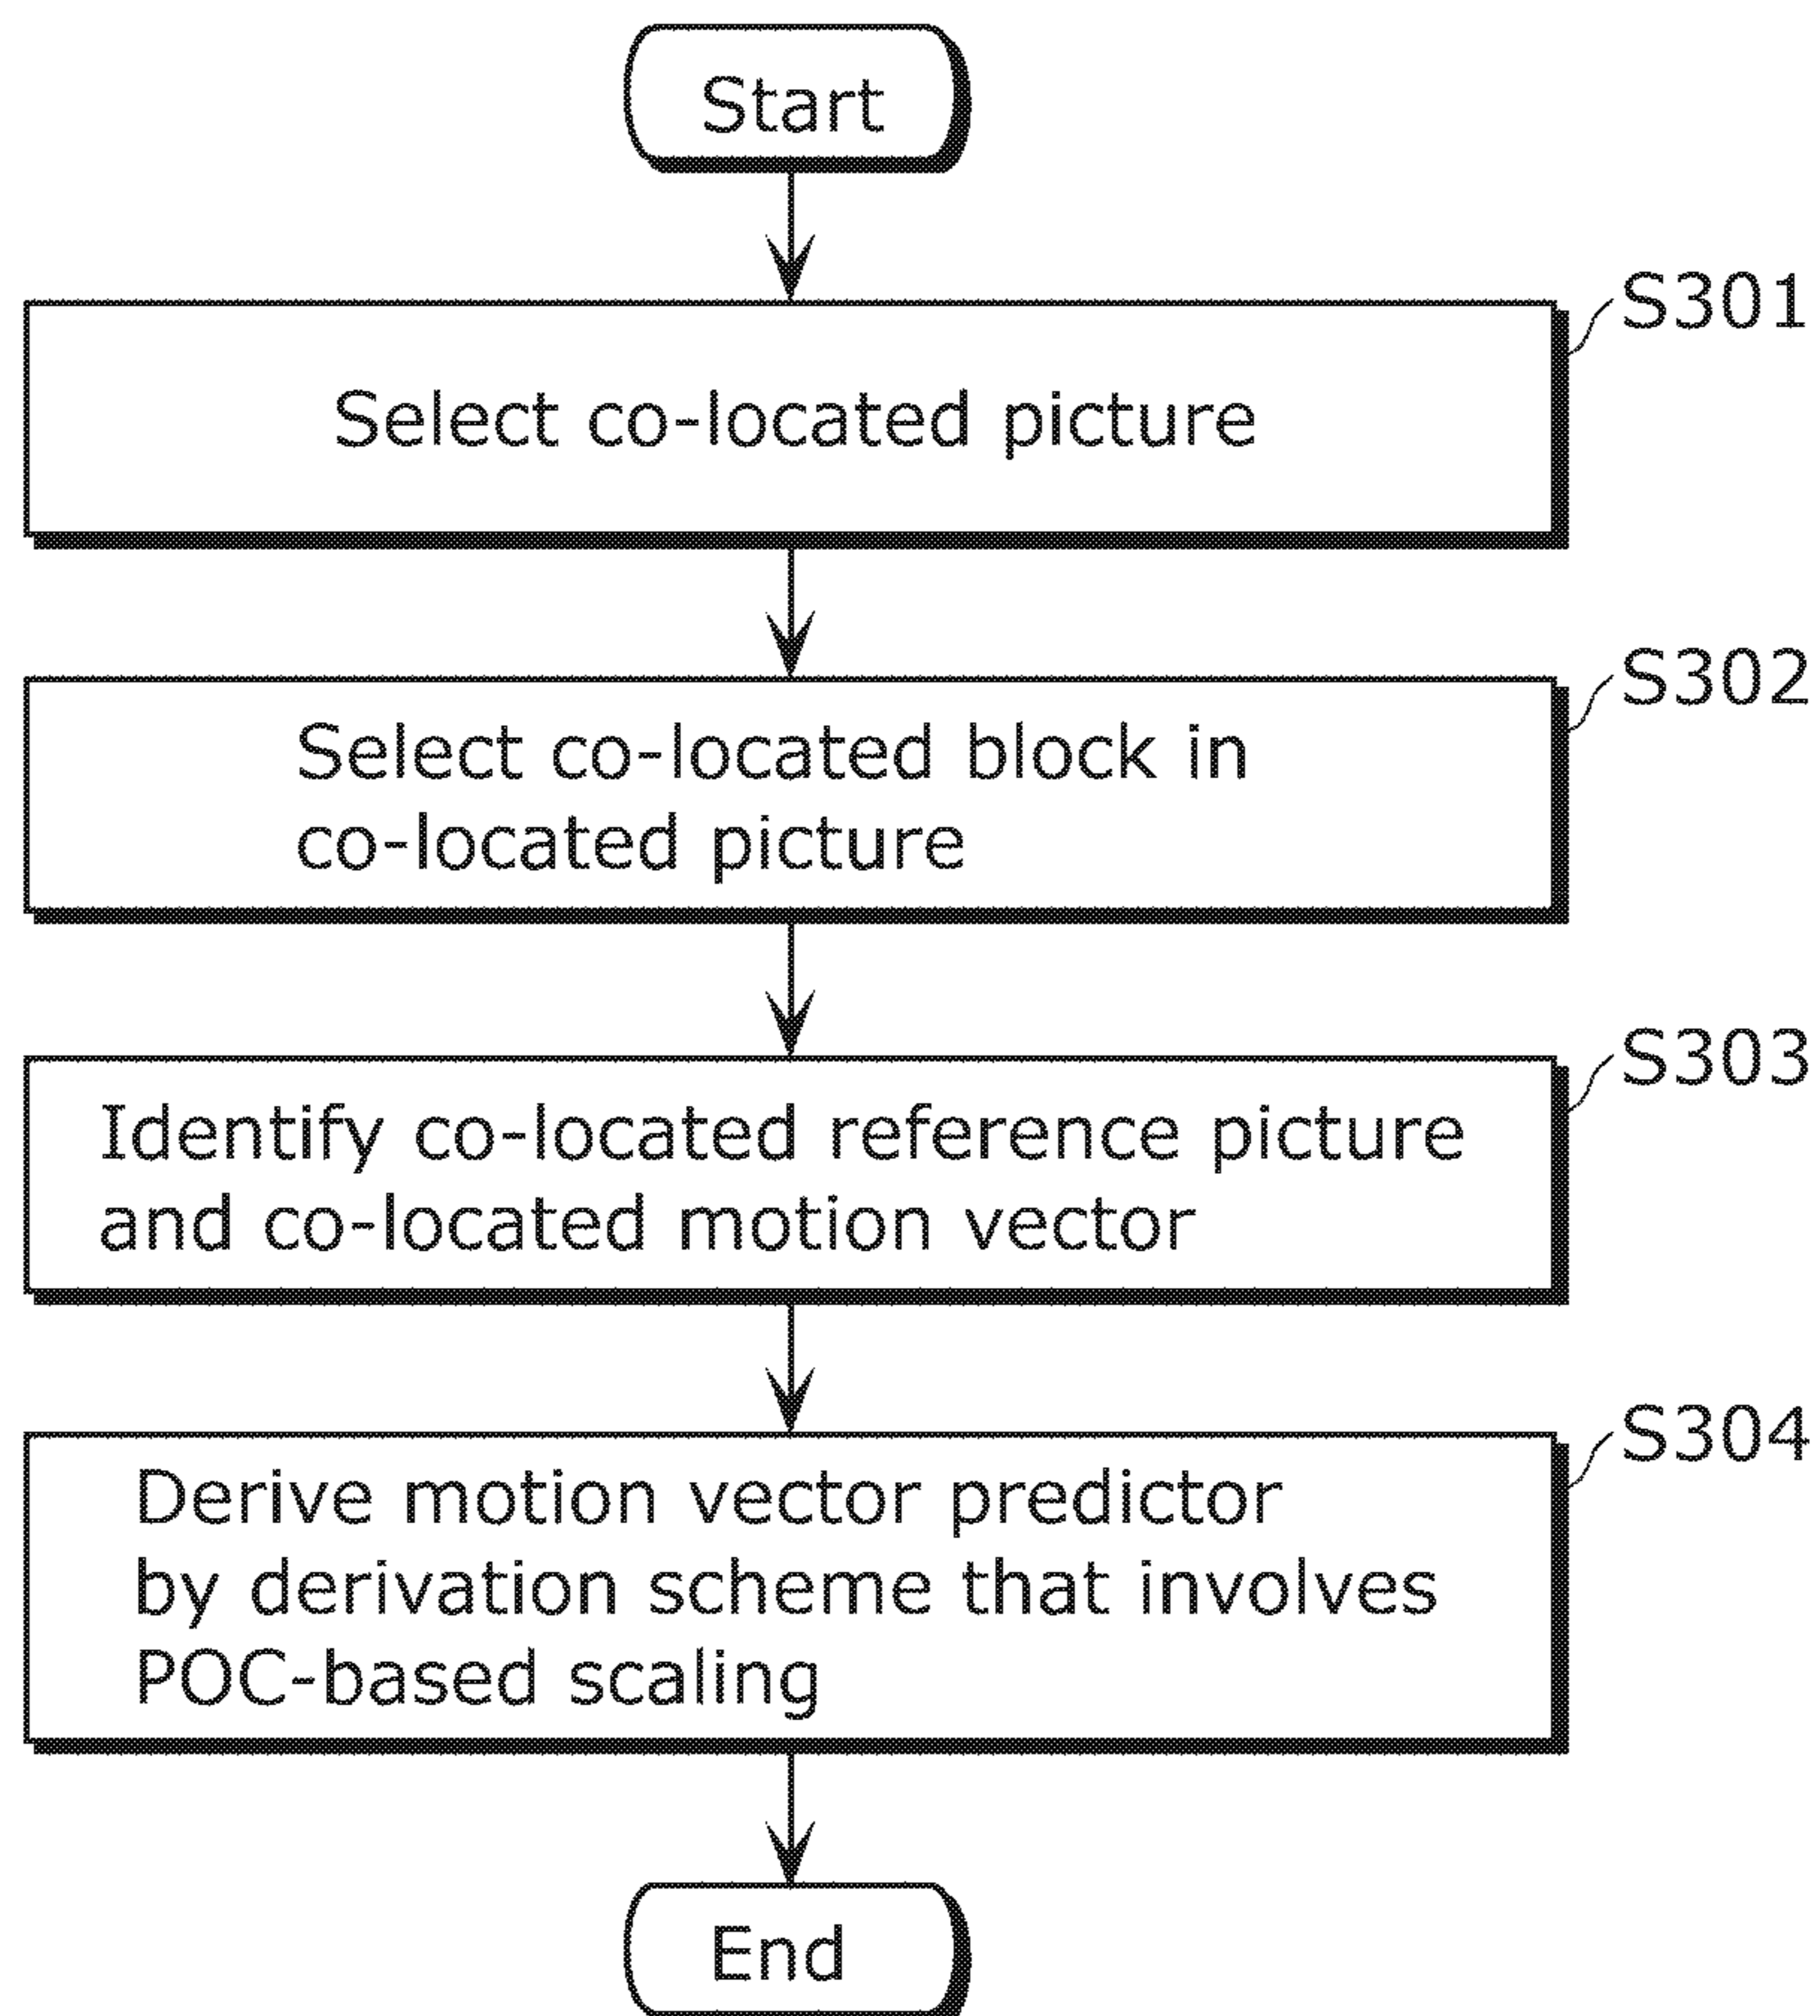 Start
S301
Select co-located picture
S302
Select co-located block in
co-located picture
S303
Identify co-located reference picture
and co-located motion vector
S304
Derive motion vector predictor
by derivation scheme that involves
POC-based scaling
End